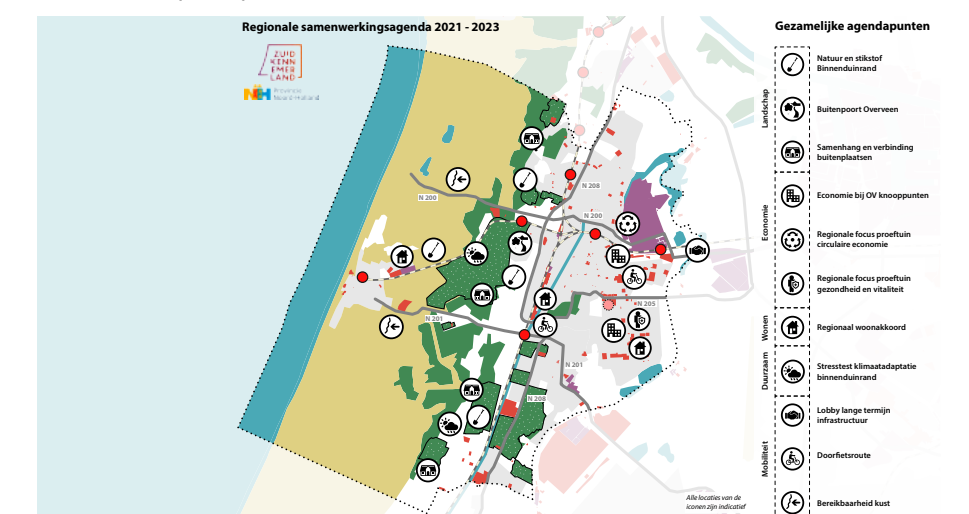 Regionale samenwerkingsagenda 2021 - 2023
ZUID
KENN
EMER
LAND
Provincie
Noord-Holland
N 208
N 200
N 200
N 205
N 201
N 201
N 208
Alle locaties van de
iconen zijn indicatief
Gezamelijke agendapunten
Landschap
Natuur en stikstof
Binnenduinrand
Buitenpoort Overveen
Samenhang en verbinding
buitenplaatsen
Economie
Economie bij OV knooppunten
Regionale focus proeftuin
circulaire economie
Regionale focus proeftuin
gezondheid en vitaliteit
Wonen
Regionaal woonakkoord
Duurzaam
Stresstest klimaatadaptatie
binnenduinrand
Mobiliteit
Lobby lange termijn
infrastructuur
Doorfietsroute
Bereikbaarheid kust